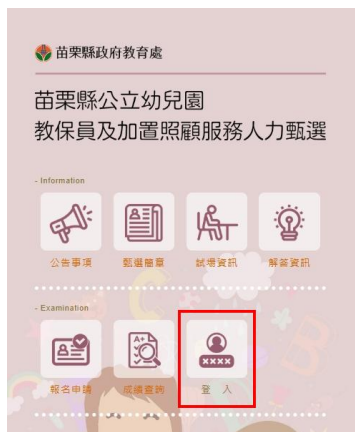 苗栗縣政府教育處
苗栗縣公立幼兒園
教保員及加置照顧服務人力甄選
- Information
公告事項 甄選簡章 試場資訊 解答資訊
- Examination
A+
××××
報名申請 成績查詢 登 入